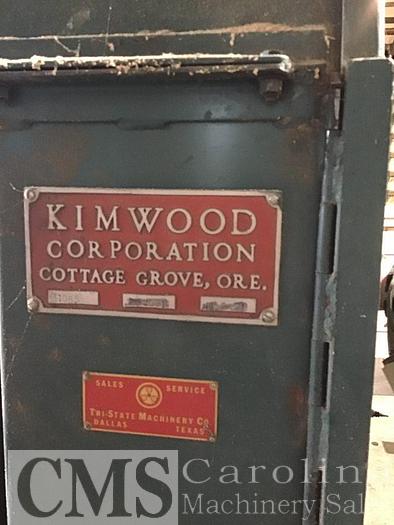 KIMWOOD
CORPORATION
COTTAGE GROVE, ORE.
SALES SERVICE
TRI-STATE MACHINERY CO.
DALLAS TEXAS
CMS Carolin
Machinery Sal